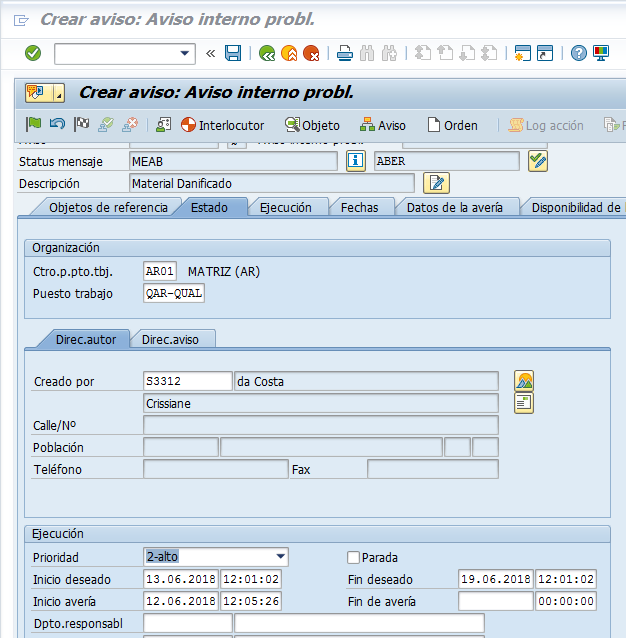 Crear aviso: Aviso interno probl.
Crear aviso: Aviso interno probl.
Interlocutor Objeto Aviso Orden Log acción
Status mensaje MEAB ABER
Descripción Material Danificado
Objetos de referencia Estado Ejecución Fechas Datos de la avería Disponibilidad de
Organización
Ctro.p.pto.tbj. AR01 MATRIZ (AR)
Puesto trabajo QAR-QUAL
Direc.autor Direc.aviso
Creado por S3312 da Costa
Crissiane
Calle/Nº
Población
Teléfono Fax
Ejecución
Prioridad 2-alto Parada
Inicio deseado 13.06.2018 12:01:02 Fin deseado 19.06.2018 12:01:02
Inicio avería 12.06.2018 12:05:26 Fin de avería 00:00:00
Dpto.responsabl